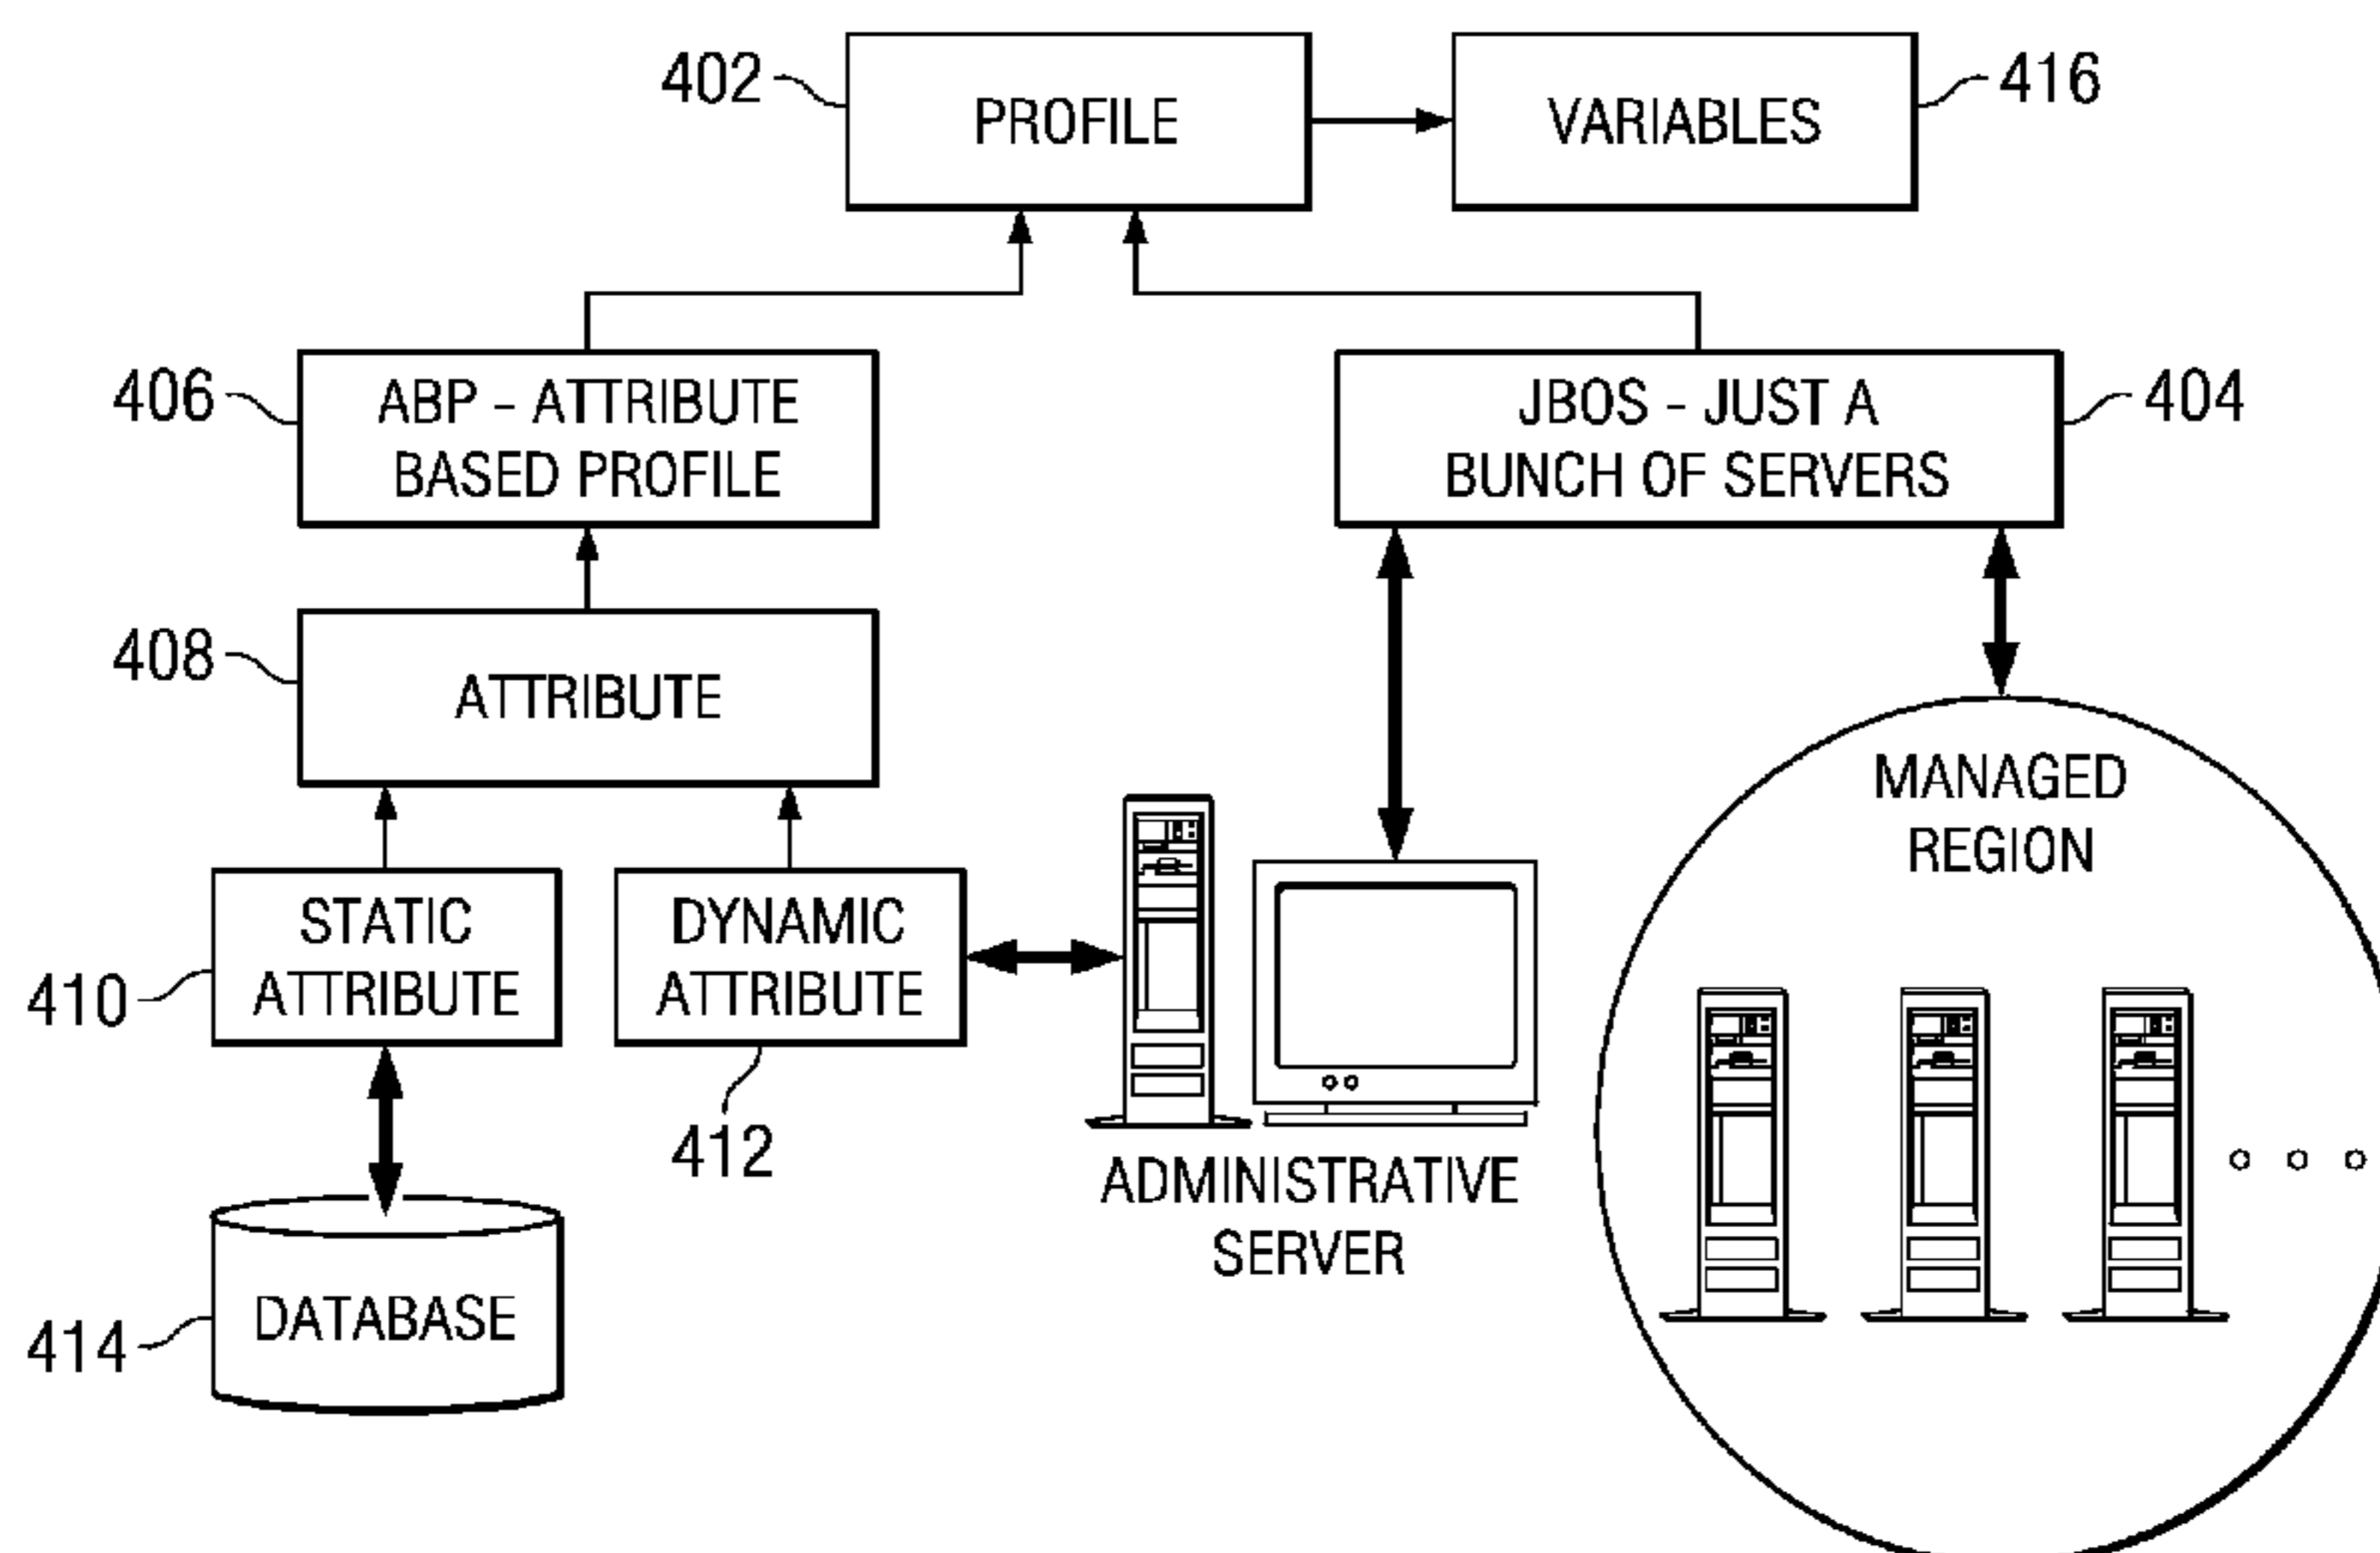 402
PROFILE
VARIABLES
416
406
ABP - ATTRIBUTE
BASED PROFILE
JBOS - JUST A
BUNCH OF SERVERS
404
408
ATTRIBUTE
MANAGED
REGION
410
STATIC
ATTRIBUTE
DYNAMIC
ATTRIBUTE
412
ADMINISTRATIVE
SERVER
414
DATABASE